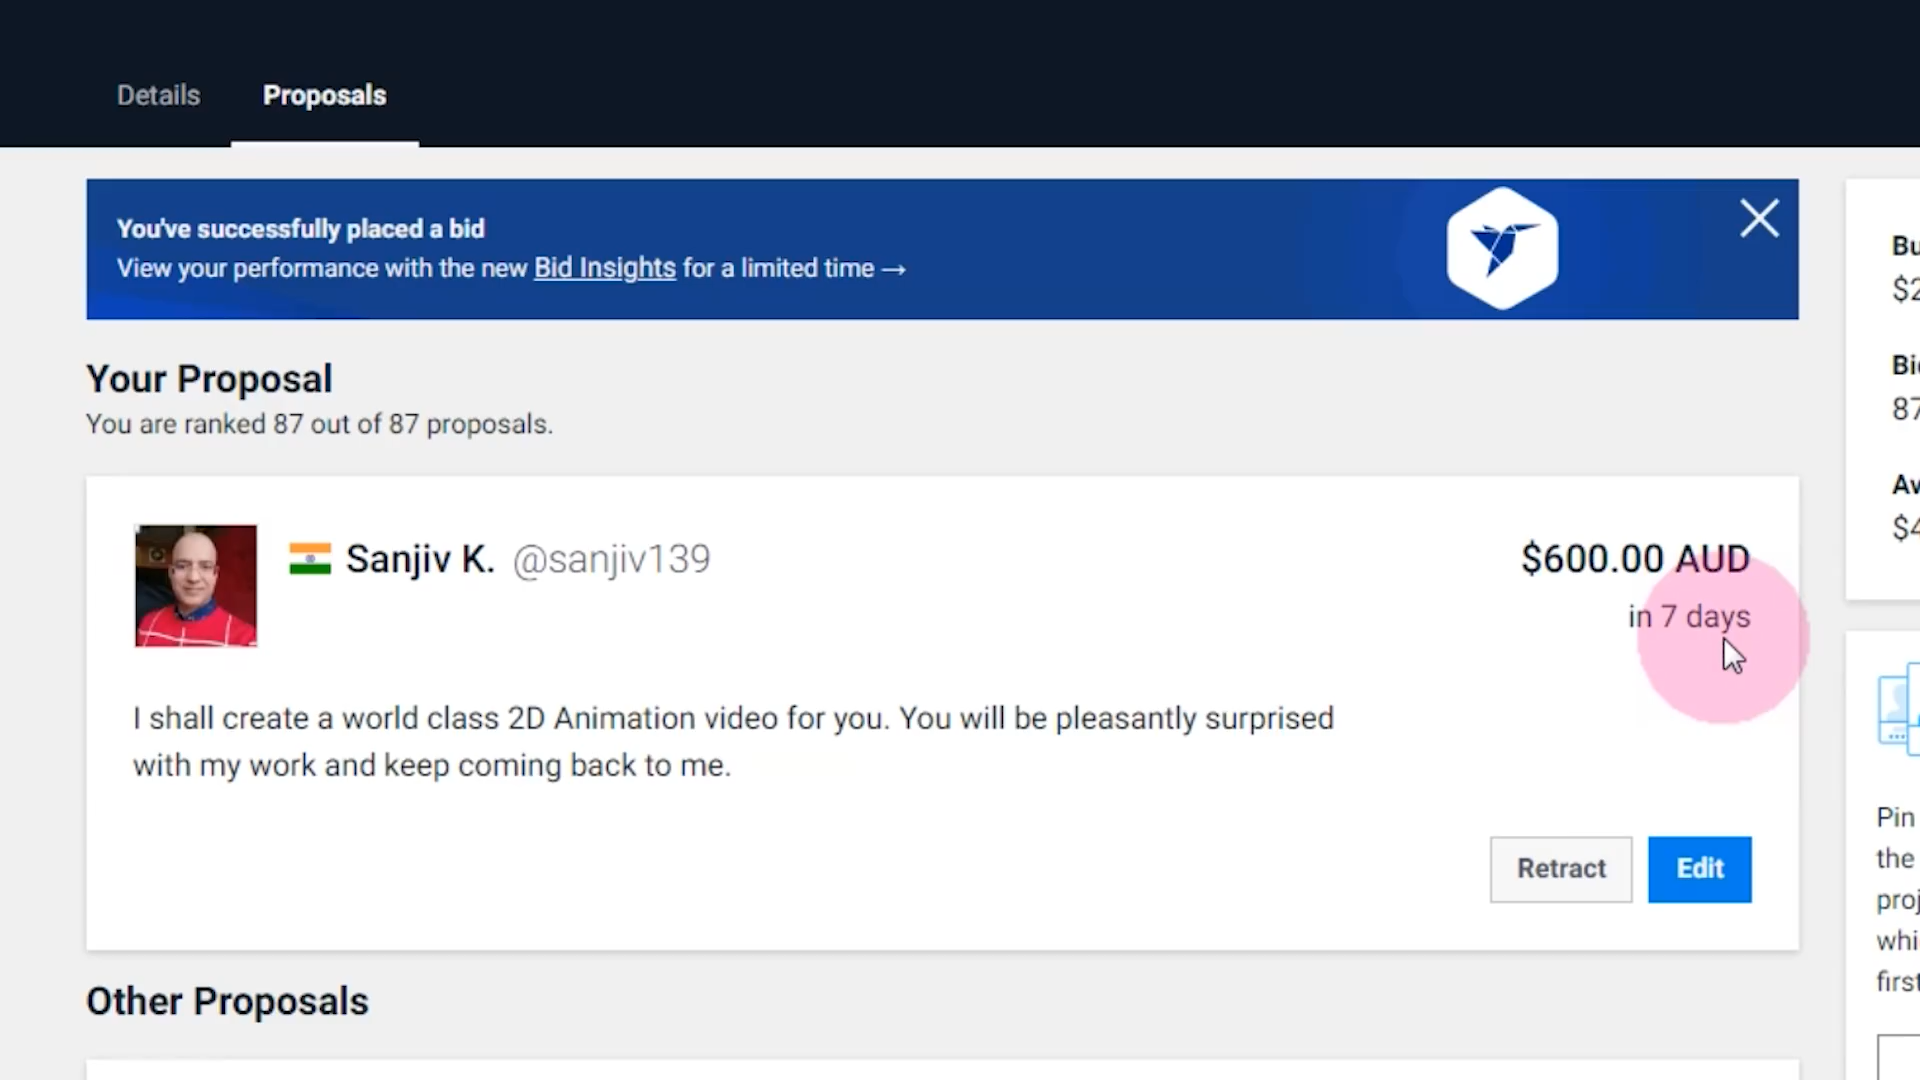 Details
Proposals
You've successfully placed a bid
View your performance with the new Bid Insights for a limited time →
Your Proposal
You are ranked 87 out of 87 proposals.
Sanjiv K. @sanjiv139
$600.00 AUD
in 7 days
I shall create a world class 2D Animation video for you. You will be pleasantly surprised
with my work and keep coming back to me.
Retract
Edit
Other Proposals
Pin
the